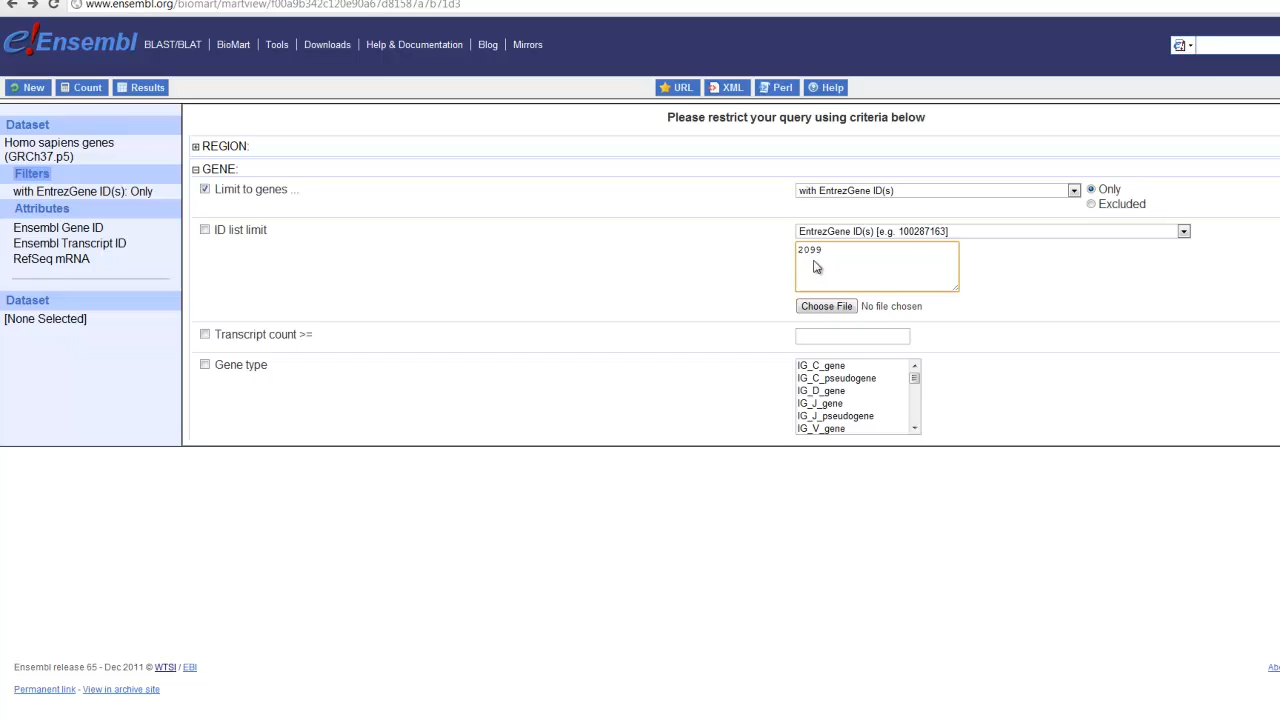 www.ensembl.org/biomart/martview/f00a9b342c120e90a67d81587a7b71d3
e!Ensembl BLAST/BLAT | BioMart | Tools | Downloads | Help & Documentation | Blog | Mirrors
New Count Results URL XML Perl Help
Dataset
Homo sapiens genes
(GRCh37.p5)
Filters
with EntrezGene ID(s): Only
Attributes
Ensembl Gene ID
Ensembl Transcript ID
RefSeq mRNA
Dataset
[None Selected]
Please restrict your query using criteria below
REGION:
GENE:
Limit to genes ... with EntrezGene ID(s) Only
Excluded
ID list limit EntrezGene ID(s) [e.g. 100287163]
2099
Choose File No file chosen
Transcript count >=
Gene type IG_C_gene
IG_C_pseudogene
IG_D_gene
IG_J_gene
IG_J_pseudogene
IG_V_gene
Ensembl release 65 - Dec 2011 © WTSI / EBI
Ab
Permanent link - View in archive site